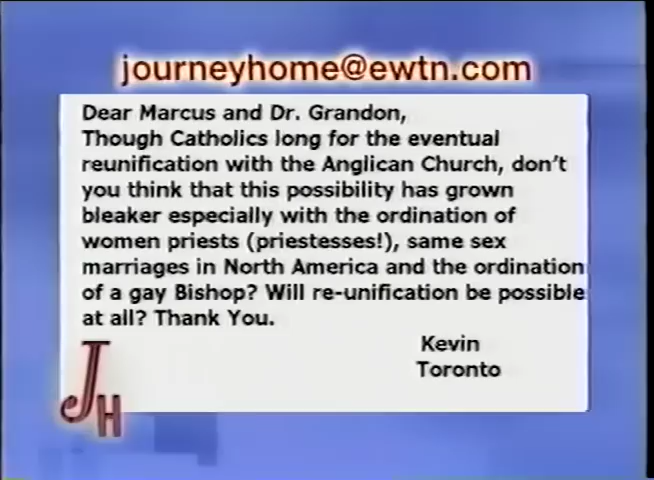 journeyhome@ewtn.com
Dear Marcus and Dr. Grandon,
Though Catholics long for the eventual
reunification with the Anglican Church, don't
you think that this possibility has grown
bleaker especially with the ordination of
women priests (priestesses!), same sex
marriages in North America and the ordination
of a gay Bishop? Will re-unification be possible
at all? Thank You.
Kevin
Toronto
JH